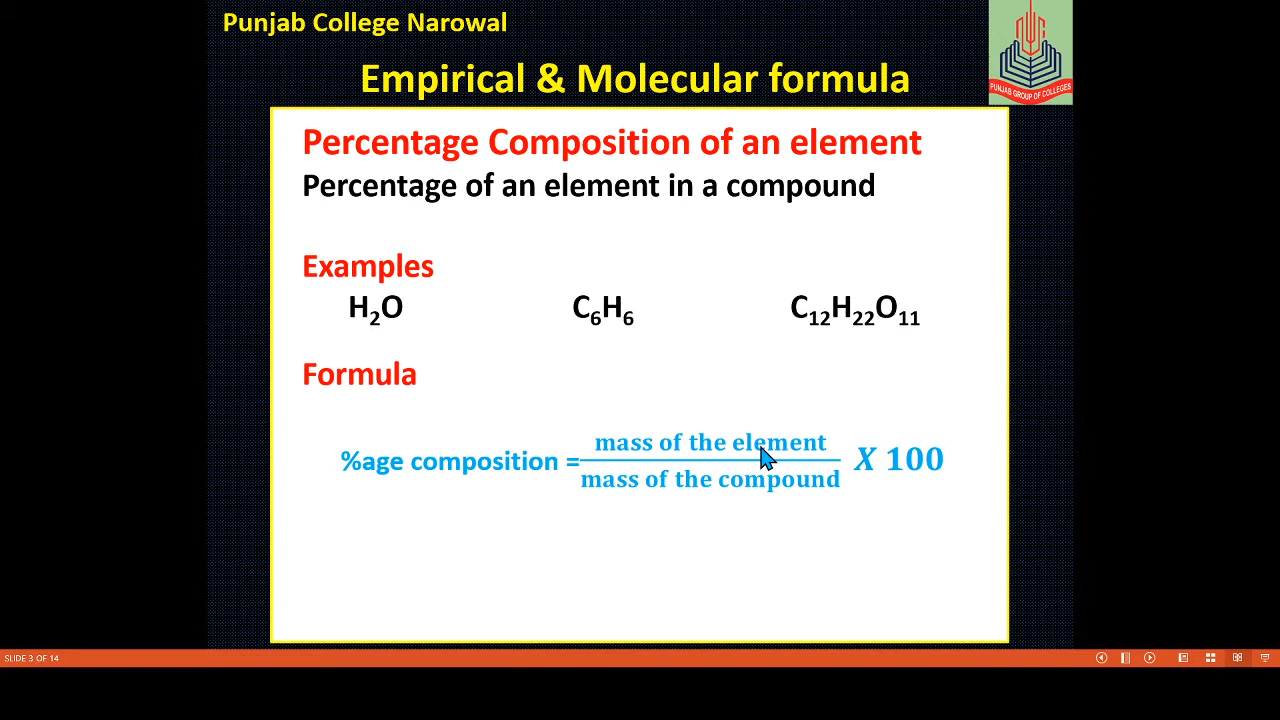 Punjab College Narowal
Empirical & Molecular formula
PUNJAB GROUP OF COLLEGES
Percentage Composition of an element
Percentage of an element in a compound
Examples
H₂O C₆H₆ C₁₂H₂₂O₁₁
Formula
%age composition = mass of the element / mass of the compound X 100
SLIDE 3 OF 14